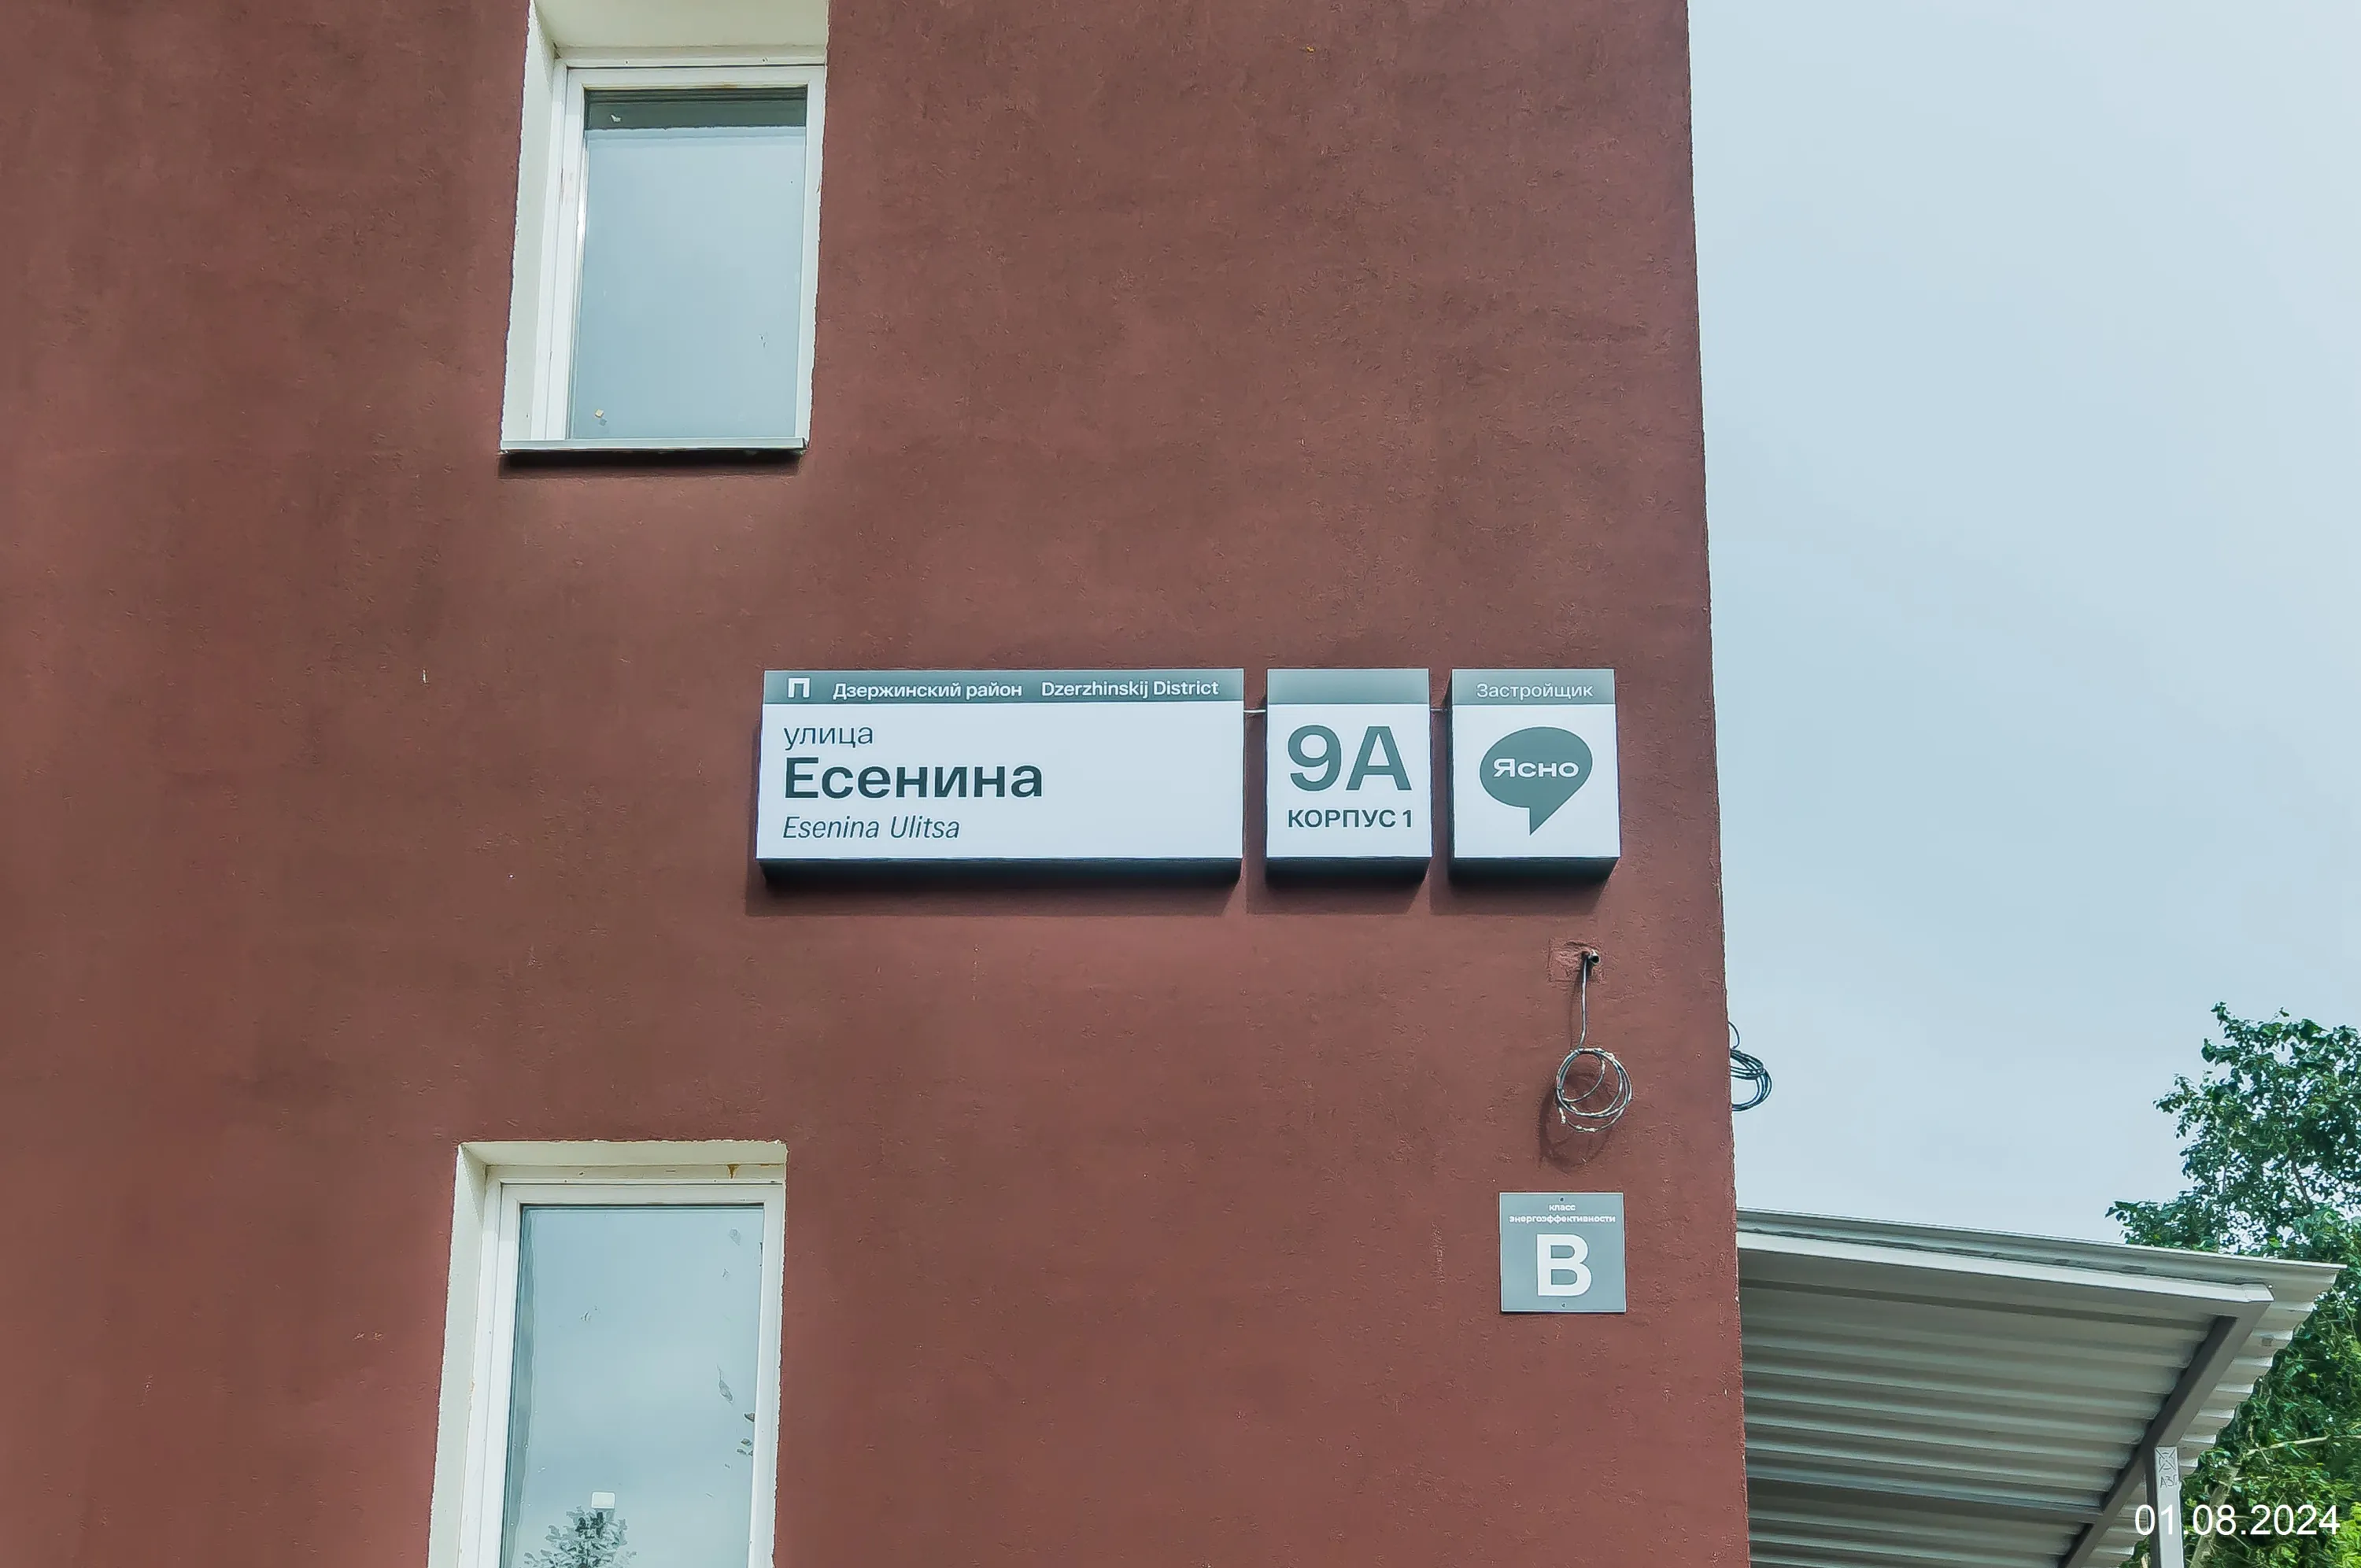 П Дзержинский район Dzerzhinskij District
улица
Есенина
Esenina Ulitsa
9А
КОРПУС 1
Застройщик
Ясно
класс
энергоэффективности
B
01.08.2024